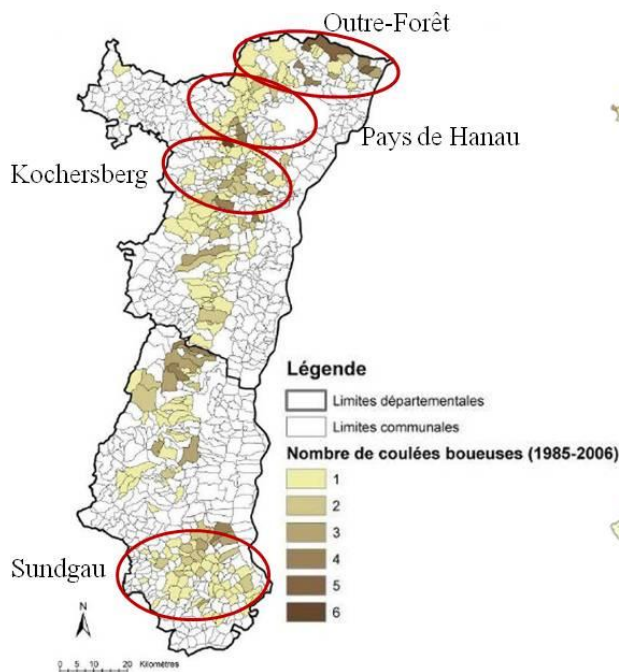 Outre-Forêt
Pays de Hanau
Kochersberg
Légende
Limites départementales
Limites communales
Nombre de coulées boueuses (1985-2006)
1
2
3
4
5
6
Sundgau
N
0 5 10 20 Kilomètres